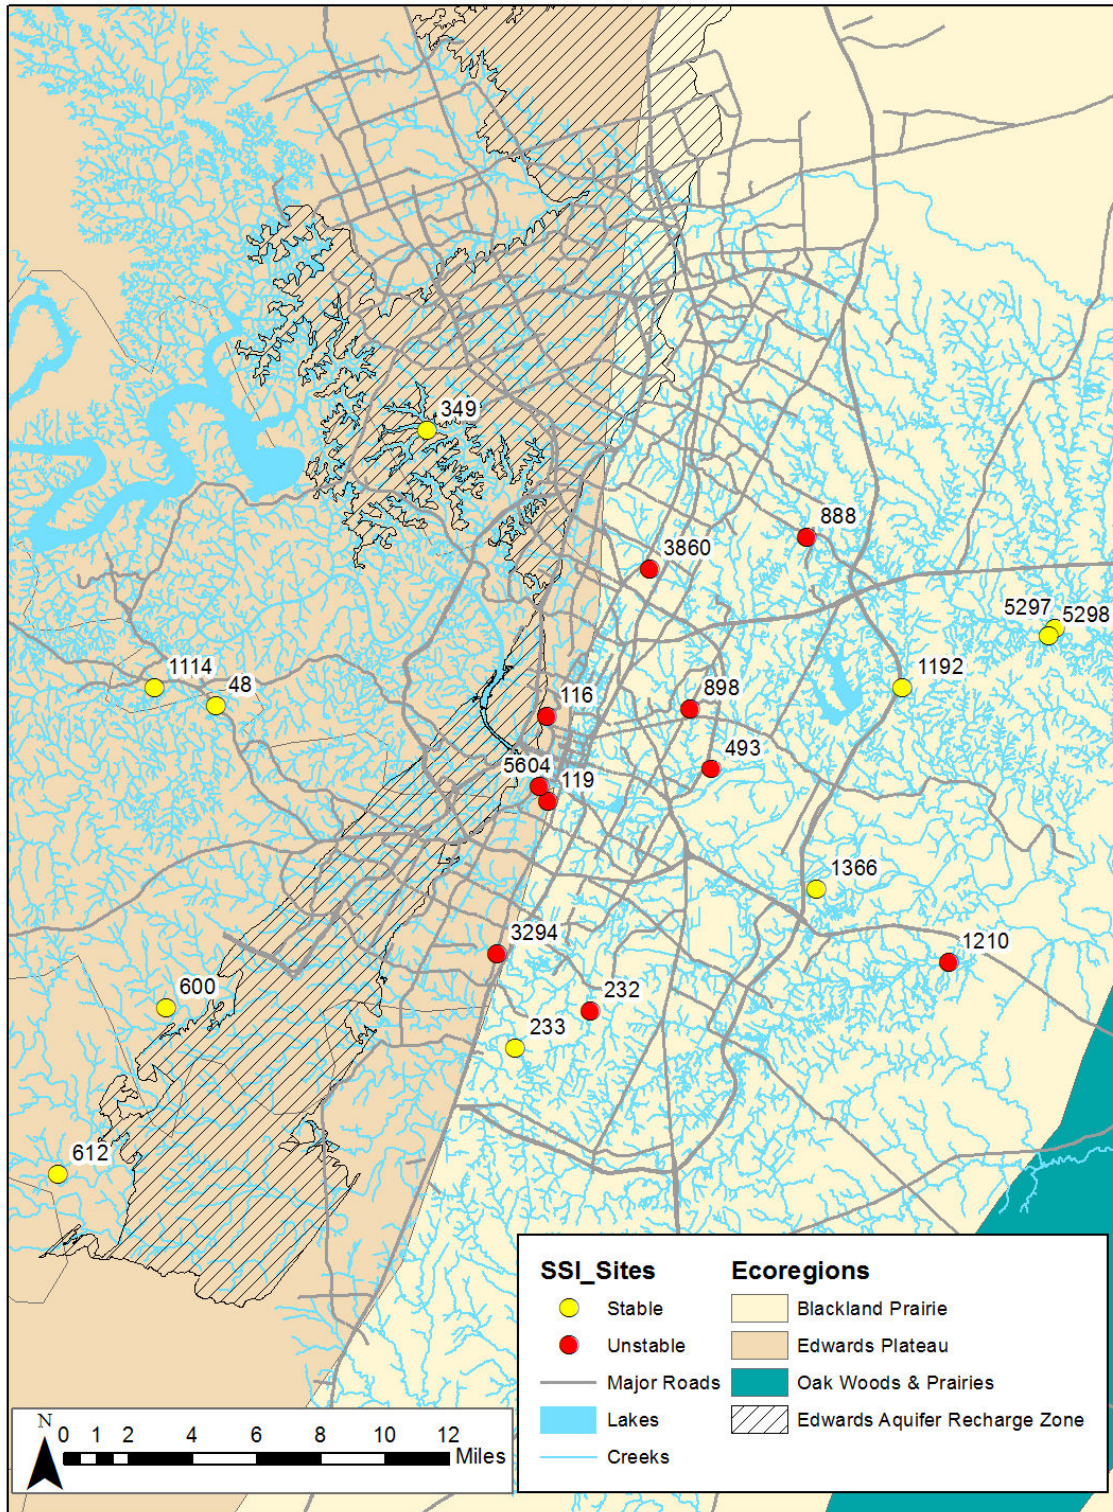 349
888
3860
5297
5298
1114
48
1192
116
898
493
5604
119
1366
3294
1210
600
232
233
612
SSI_Sites
Stable
Unstable
Major Roads
Lakes
Creeks
Ecoregions
Blackland Prairie
Edwards Plateau
Oak Woods & Prairies
Edwards Aquifer Recharge Zone
N
0 1 2 4 6 8 10 12
Miles